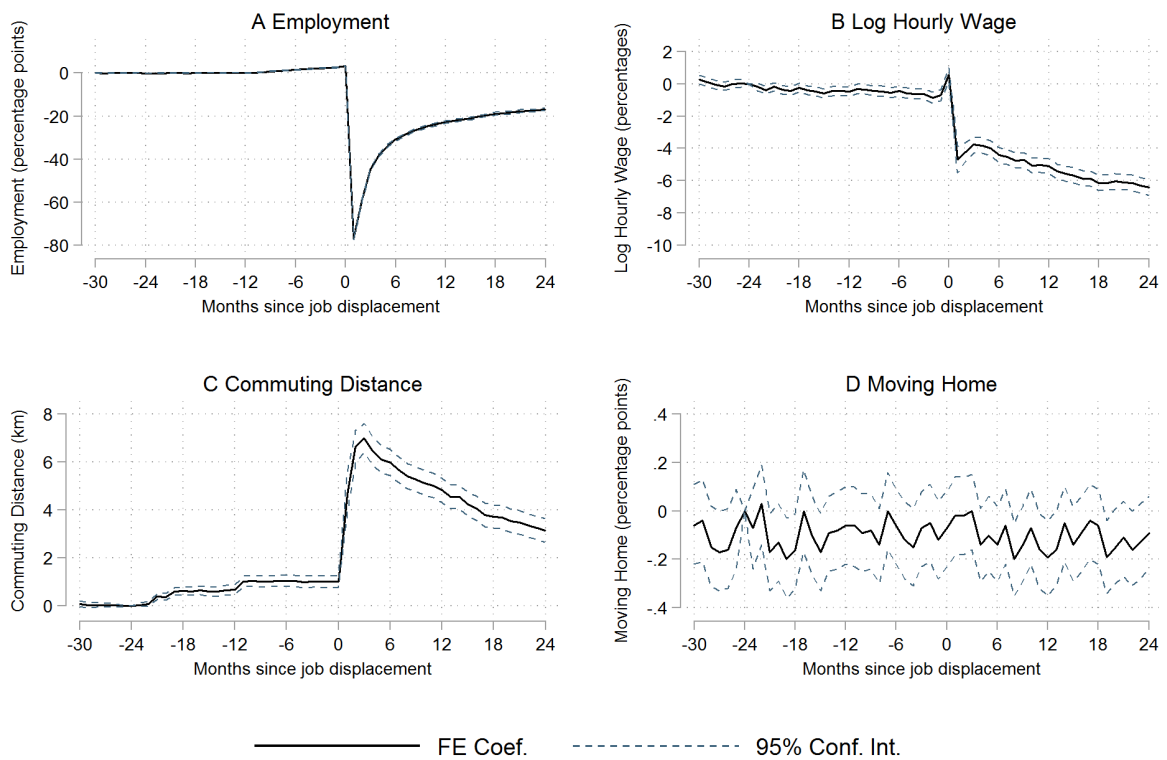 A Employment
Employment (percentage points)
0
-20
-40
-60
-80
-30 -24 -18 -12 -6 0 6 12 18 24
Months since job displacement
B Log Hourly Wage
Log Hourly Wage (percentages)
2
0
-2
-4
-6
-8
-10
-30 -24 -18 -12 -6 0 6 12 18 24
Months since job displacement
C Commuting Distance
Commuting Distance (km)
8
6
4
2
0
-30 -24 -18 -12 -6 0 6 12 18 24
Months since job displacement
D Moving Home
Moving Home (percentage points)
.4
.2
0
-.2
-.4
-30 -24 -18 -12 -6 0 6 12 18 24
Months since job displacement
FE Coef. 95% Conf. Int.